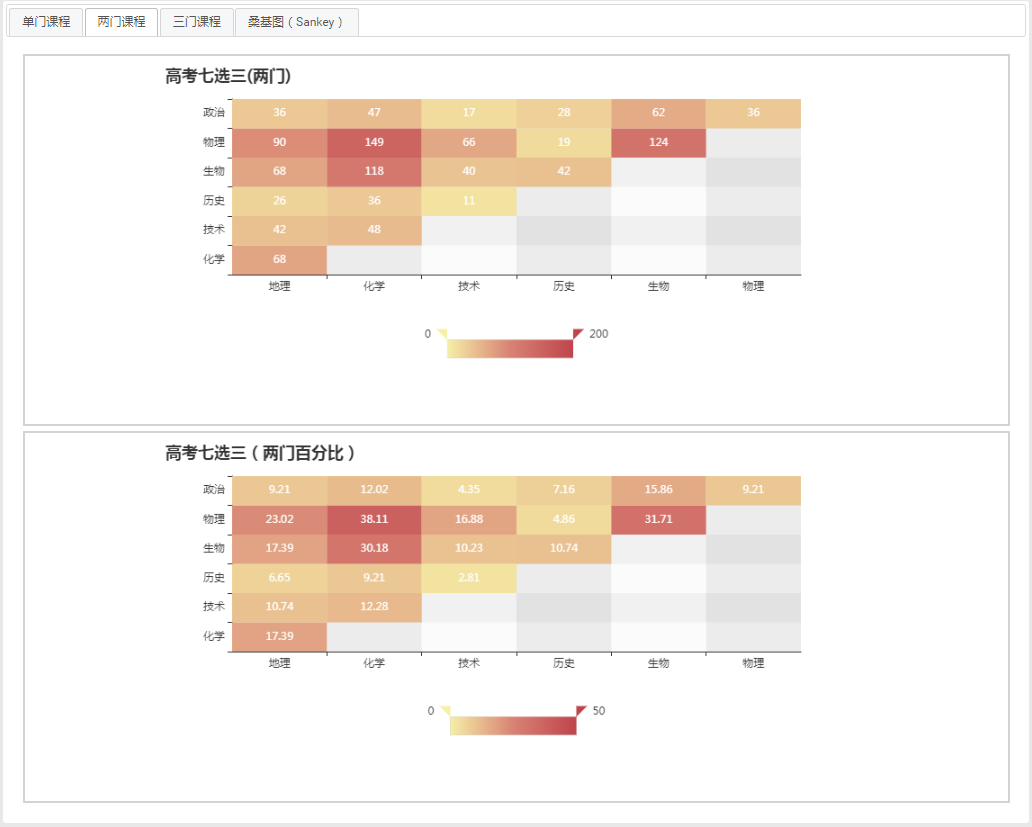 单门课程 两门课程 三门课程 桑基图（Sankey）
高考七选三(两门)
政治 36 47 17 28 62 36
物理 90 149 66 19 124
生物 68 118 40 42
历史 26 36 11
技术 42 48
化学 68
地理 化学 技术 历史 生物 物理
0 200
高考七选三（两门百分比）
政治 9.21 12.02 4.35 7.16 15.86 9.21
物理 23.02 38.11 16.88 4.86 31.71
生物 17.39 30.18 10.23 10.74
历史 6.65 9.21 2.81
技术 10.74 12.28
化学 17.39
地理 化学 技术 历史 生物 物理
0 50